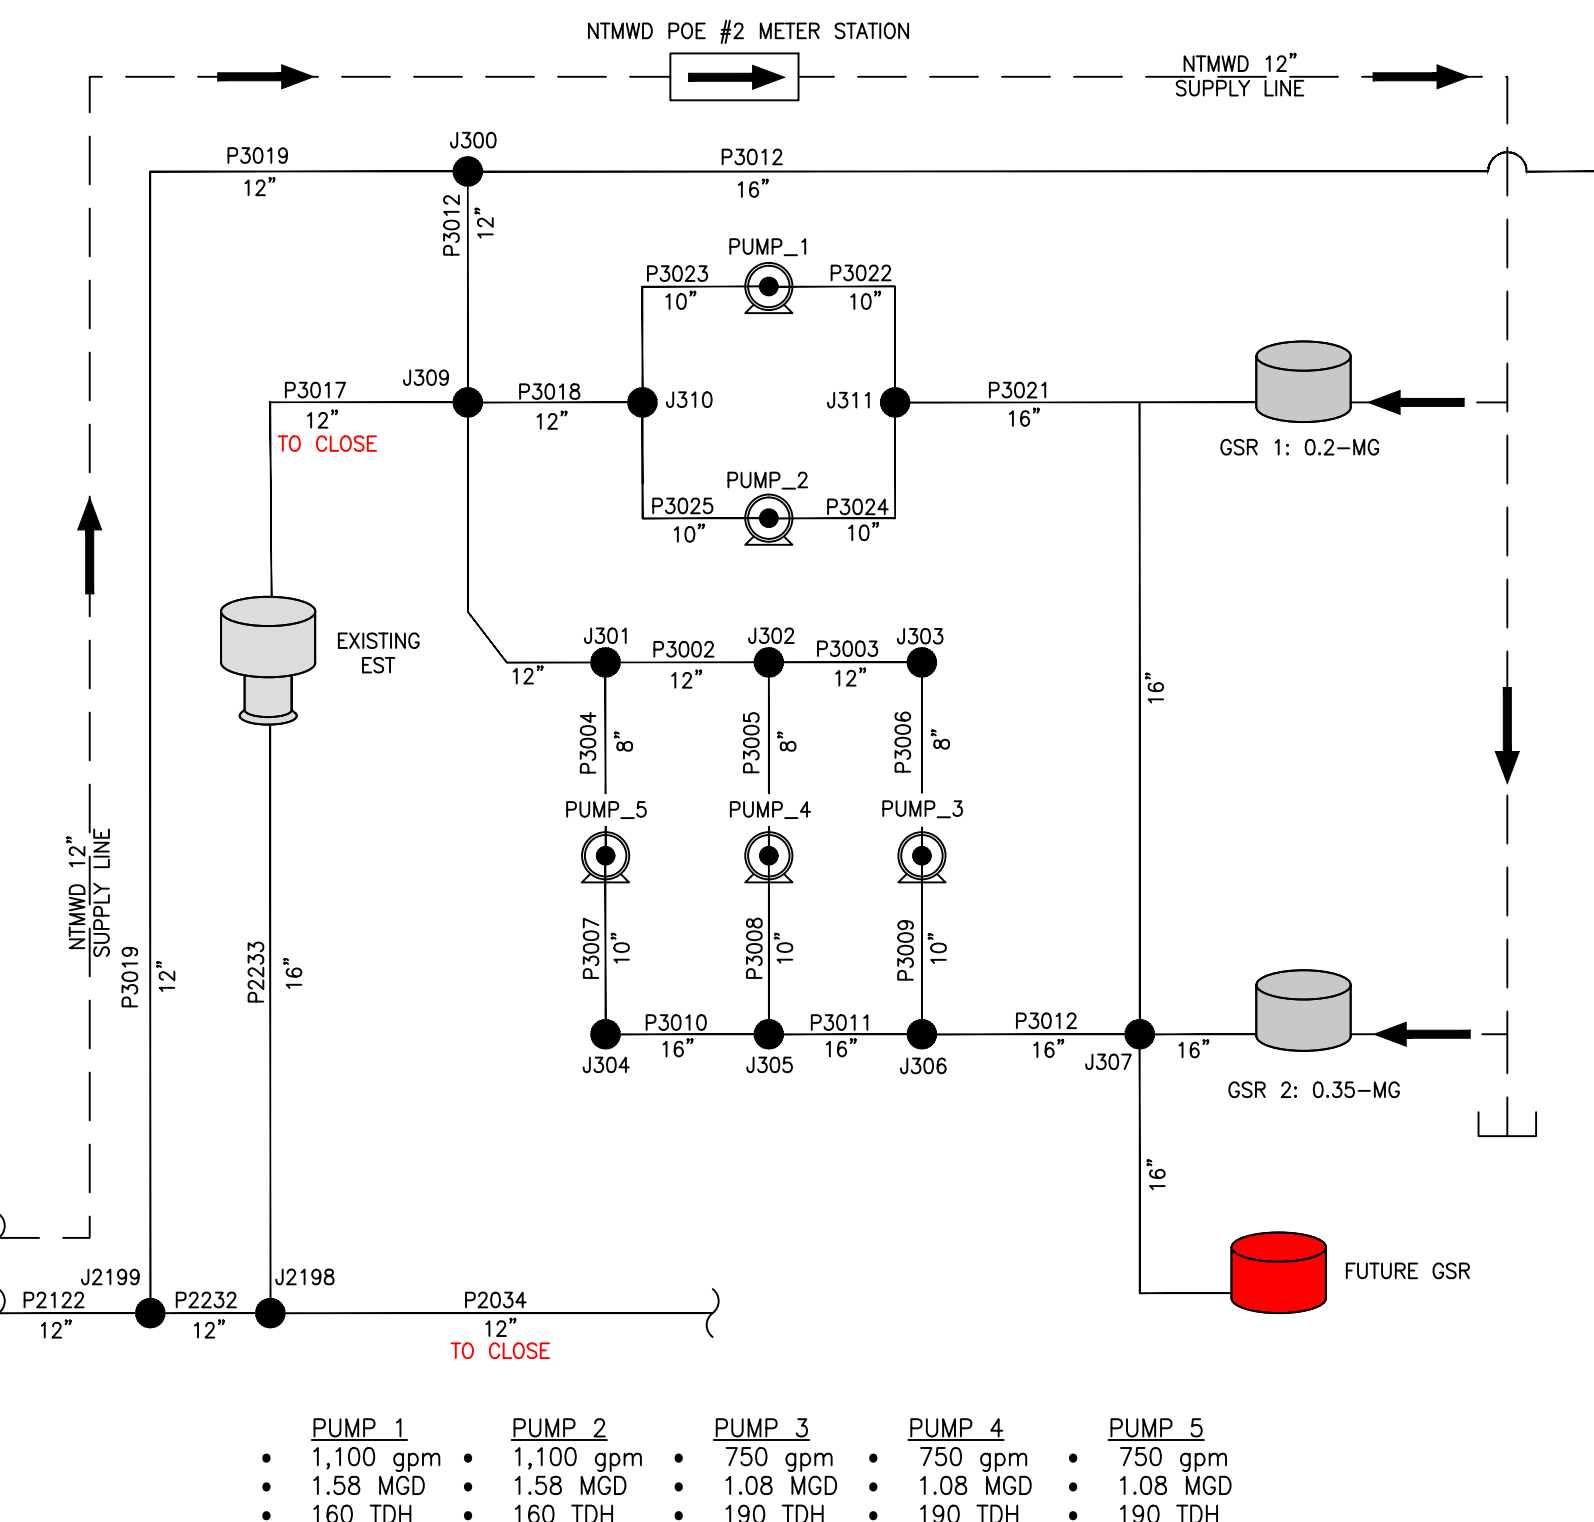 NTMWD POE #2 METER STATION
NTMWD 12"
SUPPLY LINE
J300
P3019
12"
P3012
16"
P3012
12"
PUMP_1
P3023
10"
P3022
10"
J309
P3017
12"
TO CLOSE
P3018
12"
J310
J311
P3021
16"
GSR 1: 0.2-MG
PUMP_2
P3025
10"
P3024
10"
EXISTING
EST
12"
J301
P3002
12"
J302
P3003
12"
J303
16"
P3004
8"
P3005
8"
P3006
8"
PUMP_5
PUMP_4
PUMP_3
NTMWD 12"
SUPPLY LINE
P3019
12"
P2233
16"
P3007
10"
P3008
10"
P3009
10"
J304
P3010
16"
J305
P3011
16"
J306
P3012
16"
J307
16"
GSR 2: 0.35-MG
16"
FUTURE GSR
J2199
J2198
P2122
12"
P2232
12"
P2034
12"
TO CLOSE
PUMP 1
• 1,100 gpm
• 1.58 MGD
• 160 TDH
PUMP 2
• 1,100 gpm
• 1.58 MGD
• 160 TDH
PUMP 3
• 750 gpm
• 1.08 MGD
• 190 TDH
PUMP 4
• 750 gpm
• 1.08 MGD
• 190 TDH
PUMP 5
• 750 gpm
• 1.08 MGD
• 190 TDH